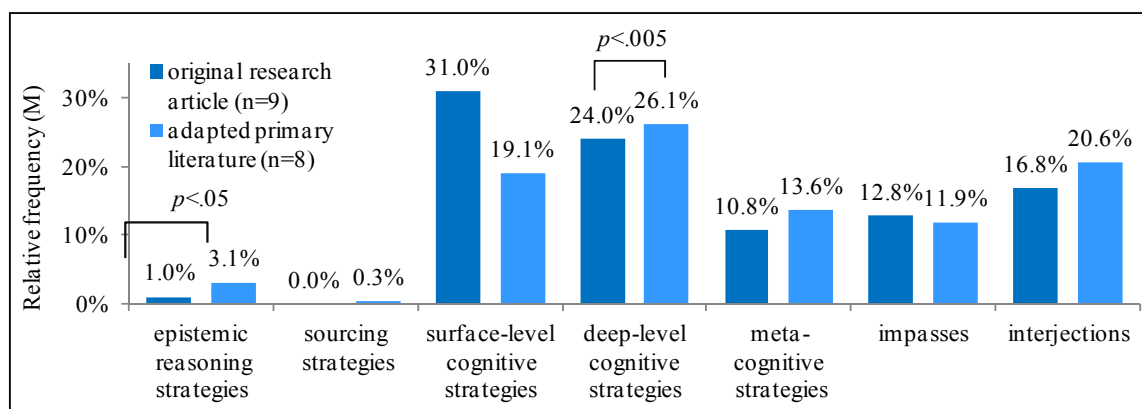 Relative frequency (M)
30%
20%
10%
0%
original research
article (n=9)
adapted primary
literature (n=8)
p<.05
p<.005
1.0%
3.1%
0.0%
0.3%
31.0%
19.1%
24.0%
26.1%
10.8%
13.6%
12.8%
11.9%
16.8%
20.6%
epistemic
reasoning
strategies
sourcing
strategies
surface-level
cognitive
strategies
deep-level
cognitive
strategies
meta-
cognitive strategies
impasses
interjections